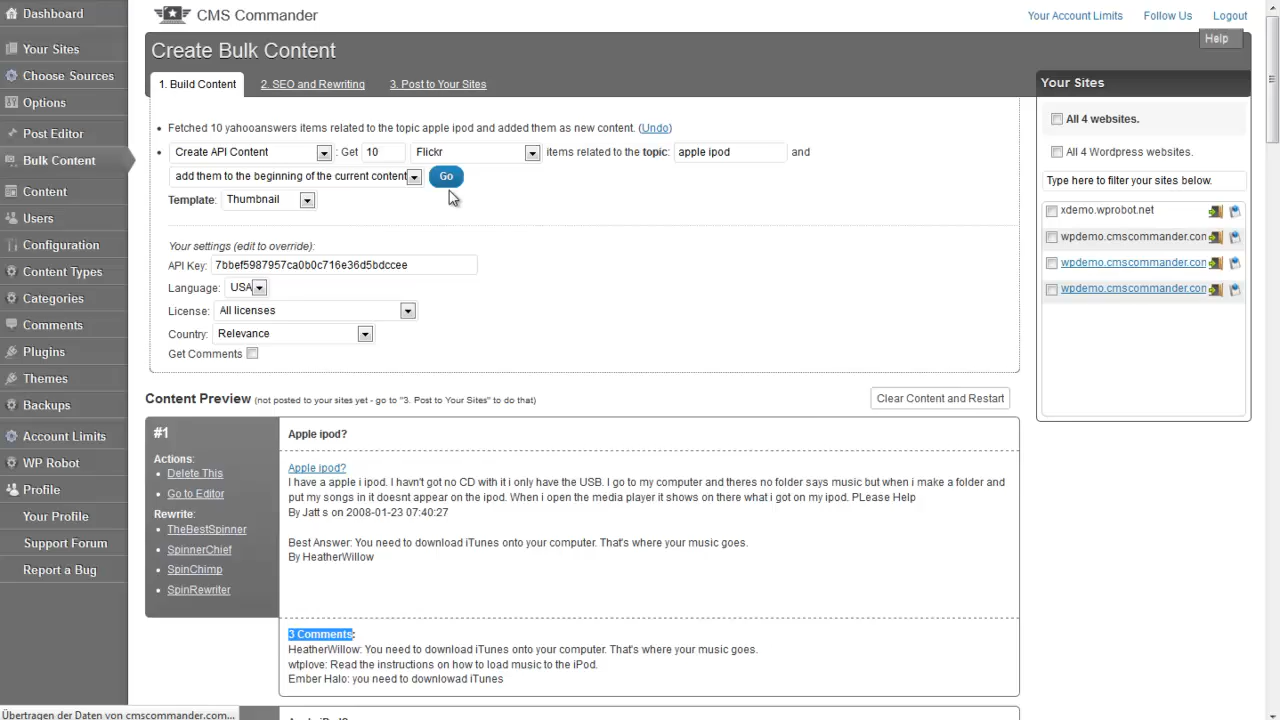 Dashboard
Your Sites
Choose Sources
Options
Post Editor
Bulk Content
Content
Users
Configuration
Content Types
Categories
Comments
Plugins
Themes
Backups
Account Limits
WP Robot
Profile
Your Profile
Support Forum
Report a Bug
CMS Commander
Your Account Limits Follow Us Logout
Create Bulk Content
Help
1. Build Content 2. SEO and Rewriting 3. Post to Your Sites
Fetched 10 yahooanswers items related to the topic apple ipod and added them as new content. (Undo)
Create API Content : Get 10 Flickr items related to the topic: apple ipod and
add them to the beginning of the current content Go
Template: Thumbnail
Your settings (edit to override):
API Key: 7bbef5987957ca0b0c716e36d5bdccee
Language: USA
License: All licenses
Country: Relevance
Get Comments
Content Preview (not posted to your sites yet - go to "3. Post to Your Sites" to do that)
Clear Content and Restart
#1
Actions:
Delete This
Go to Editor
Rewrite:
TheBestSpinner
SpinnerChief
SpinChimp
SpinRewriter
Apple ipod?
Apple ipod?
I have a apple i ipod. I havn't got no CD with it i only have the USB. I go to my computer and theres no folder says music but when i make a folder and
put my songs in it doesnt appear on the ipod. When i open the media player it shows on there what i got on my ipod. PLease Help
By Jatt s on 2008-01-23 07:40:27
Best Answer: You need to download iTunes onto your computer. That's where your music goes.
By HeatherWillow
3 Comments:
HeatherWillow: You need to download iTunes onto your computer. That's where your music goes.
wtplove: Read the instructions on how to load music to the iPod.
Ember Halo: you need to downlowad iTunes
Your Sites
All 4 websites.
All 4 Wordpress websites.
Type here to filter your sites below.
xdemo.wprobot.net
wpdemo.cmscommander.con
wpdemo.cmscommander.con
wpdemo.cmscommander.con
Übertragen der Daten von cmscommander.com...